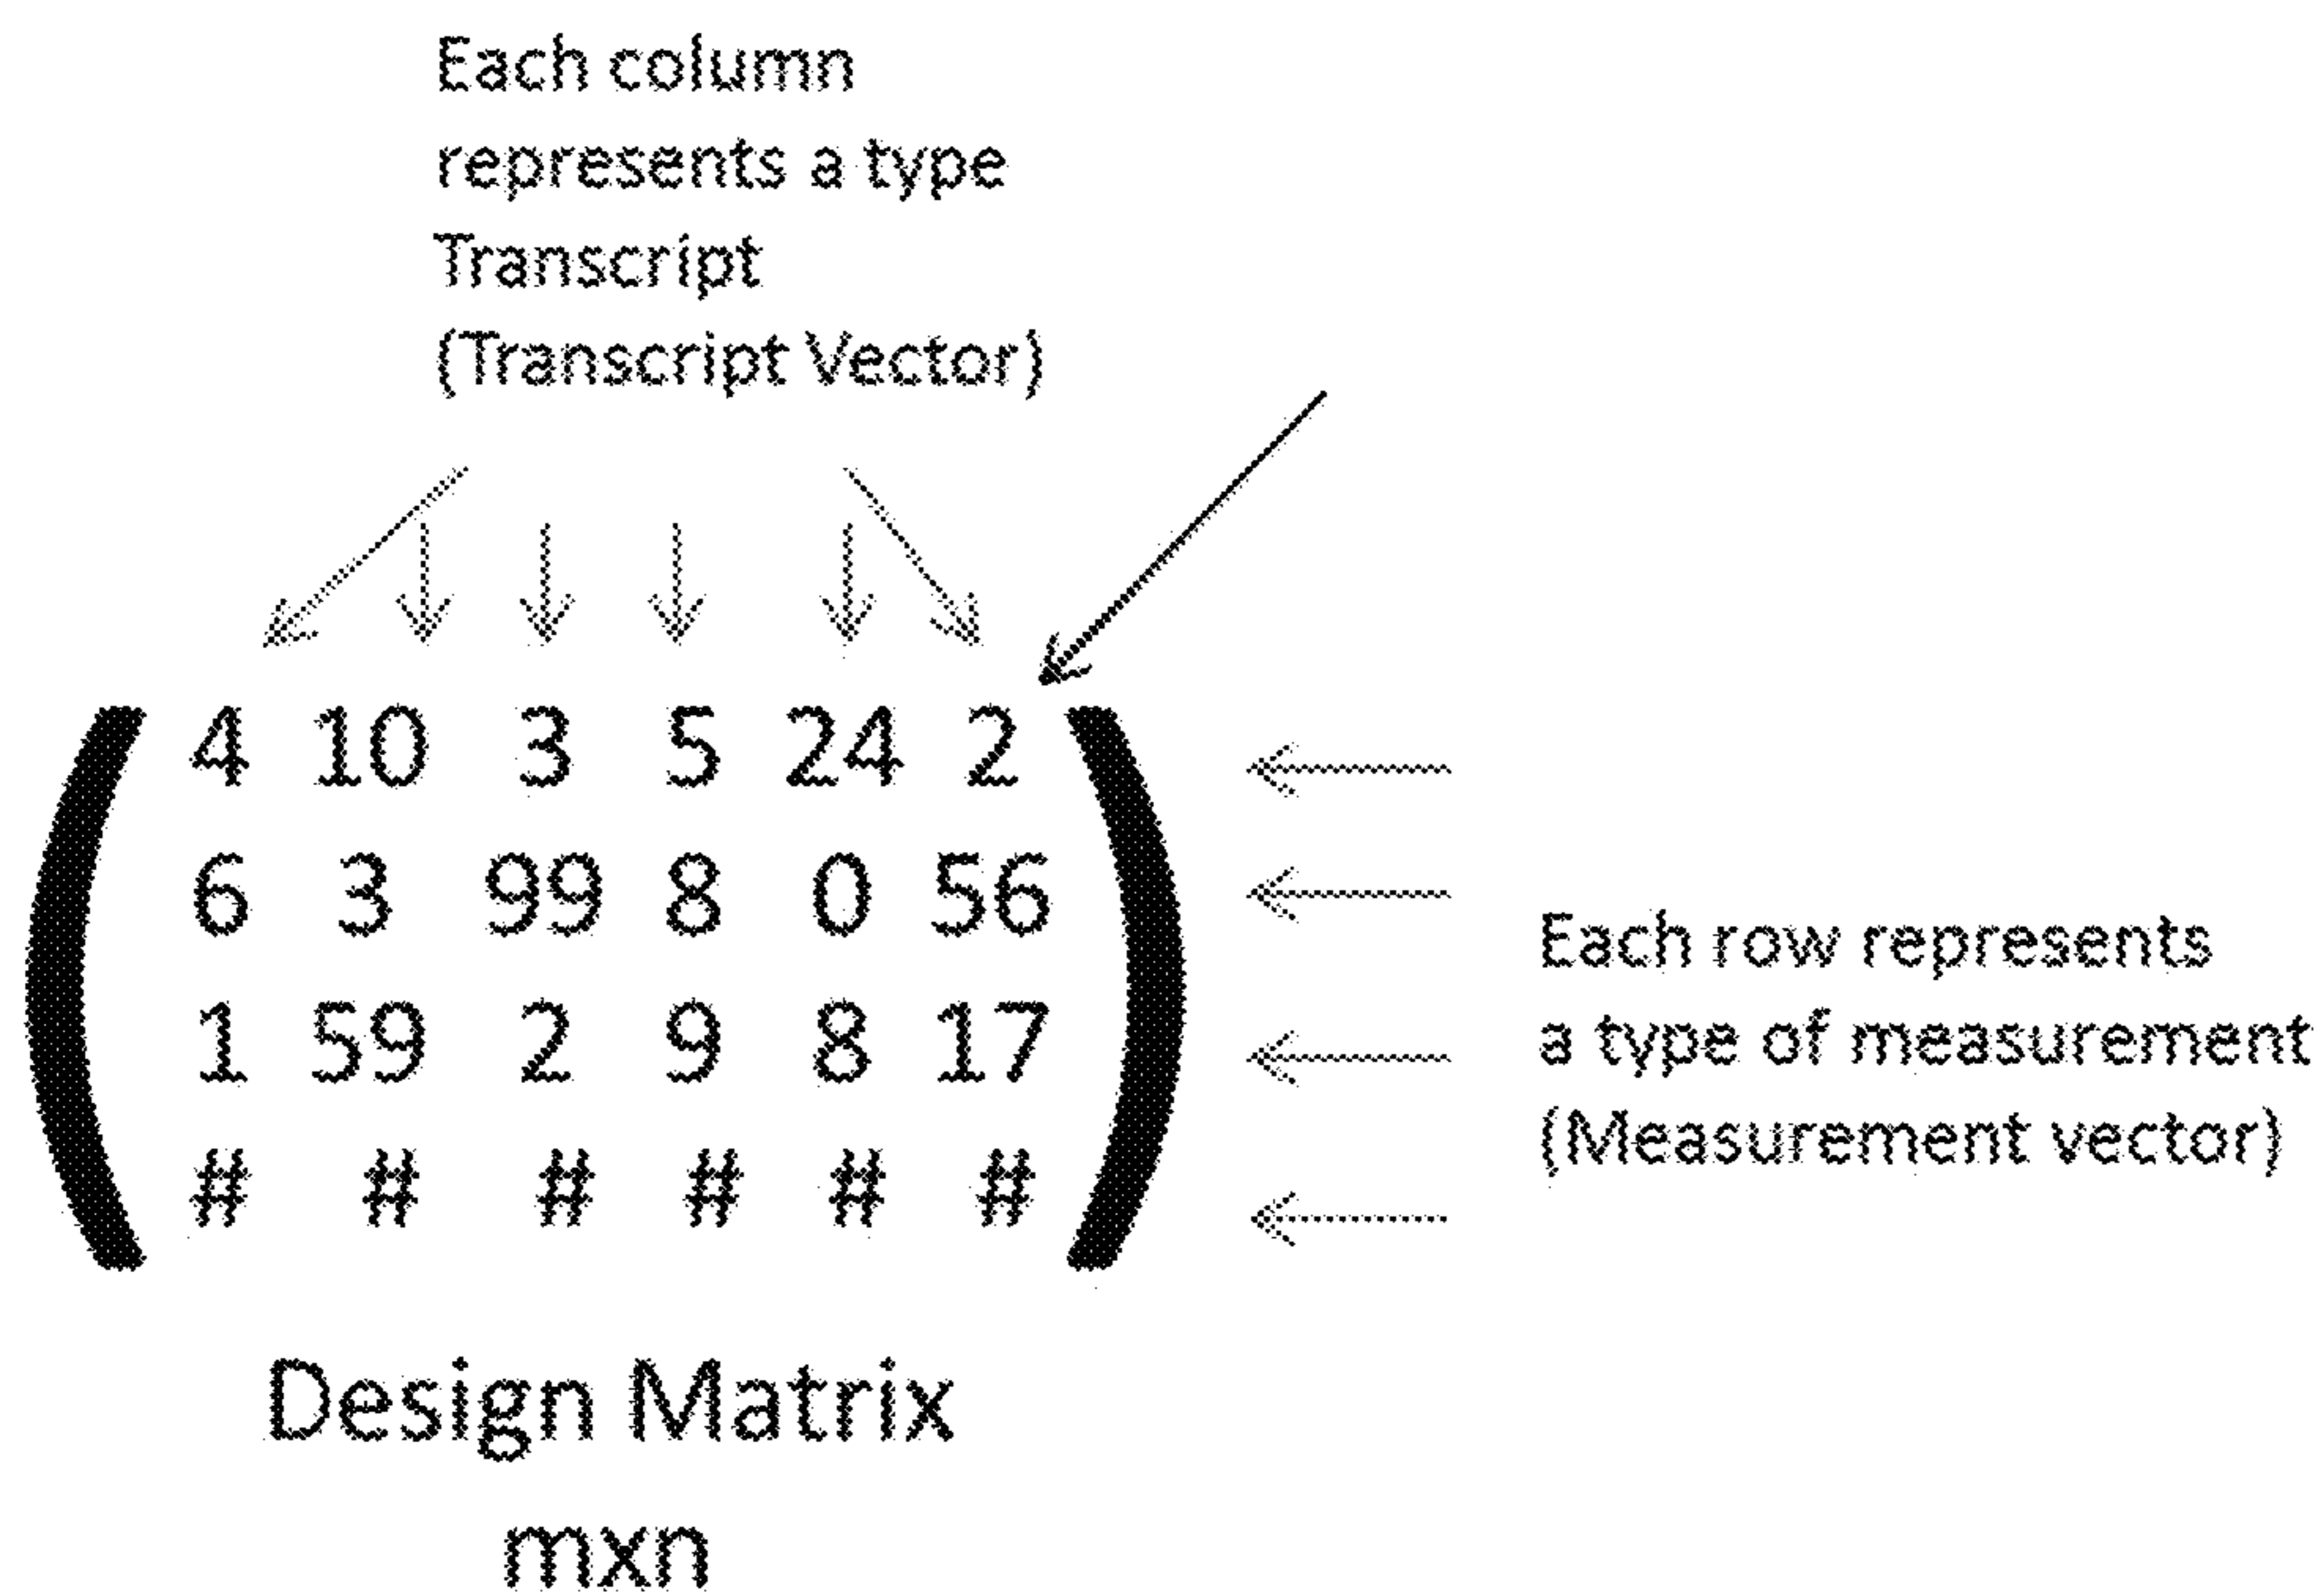 Each column
represents a type
Transcript
(Transcript Vector)
4 10 3 5 24 2
6 3 99 8 0 56
1 59 2 9 8 17
# # # # # #
Each row represents
a type of measurement
(Measurement vector)
Design Matrix
mxn